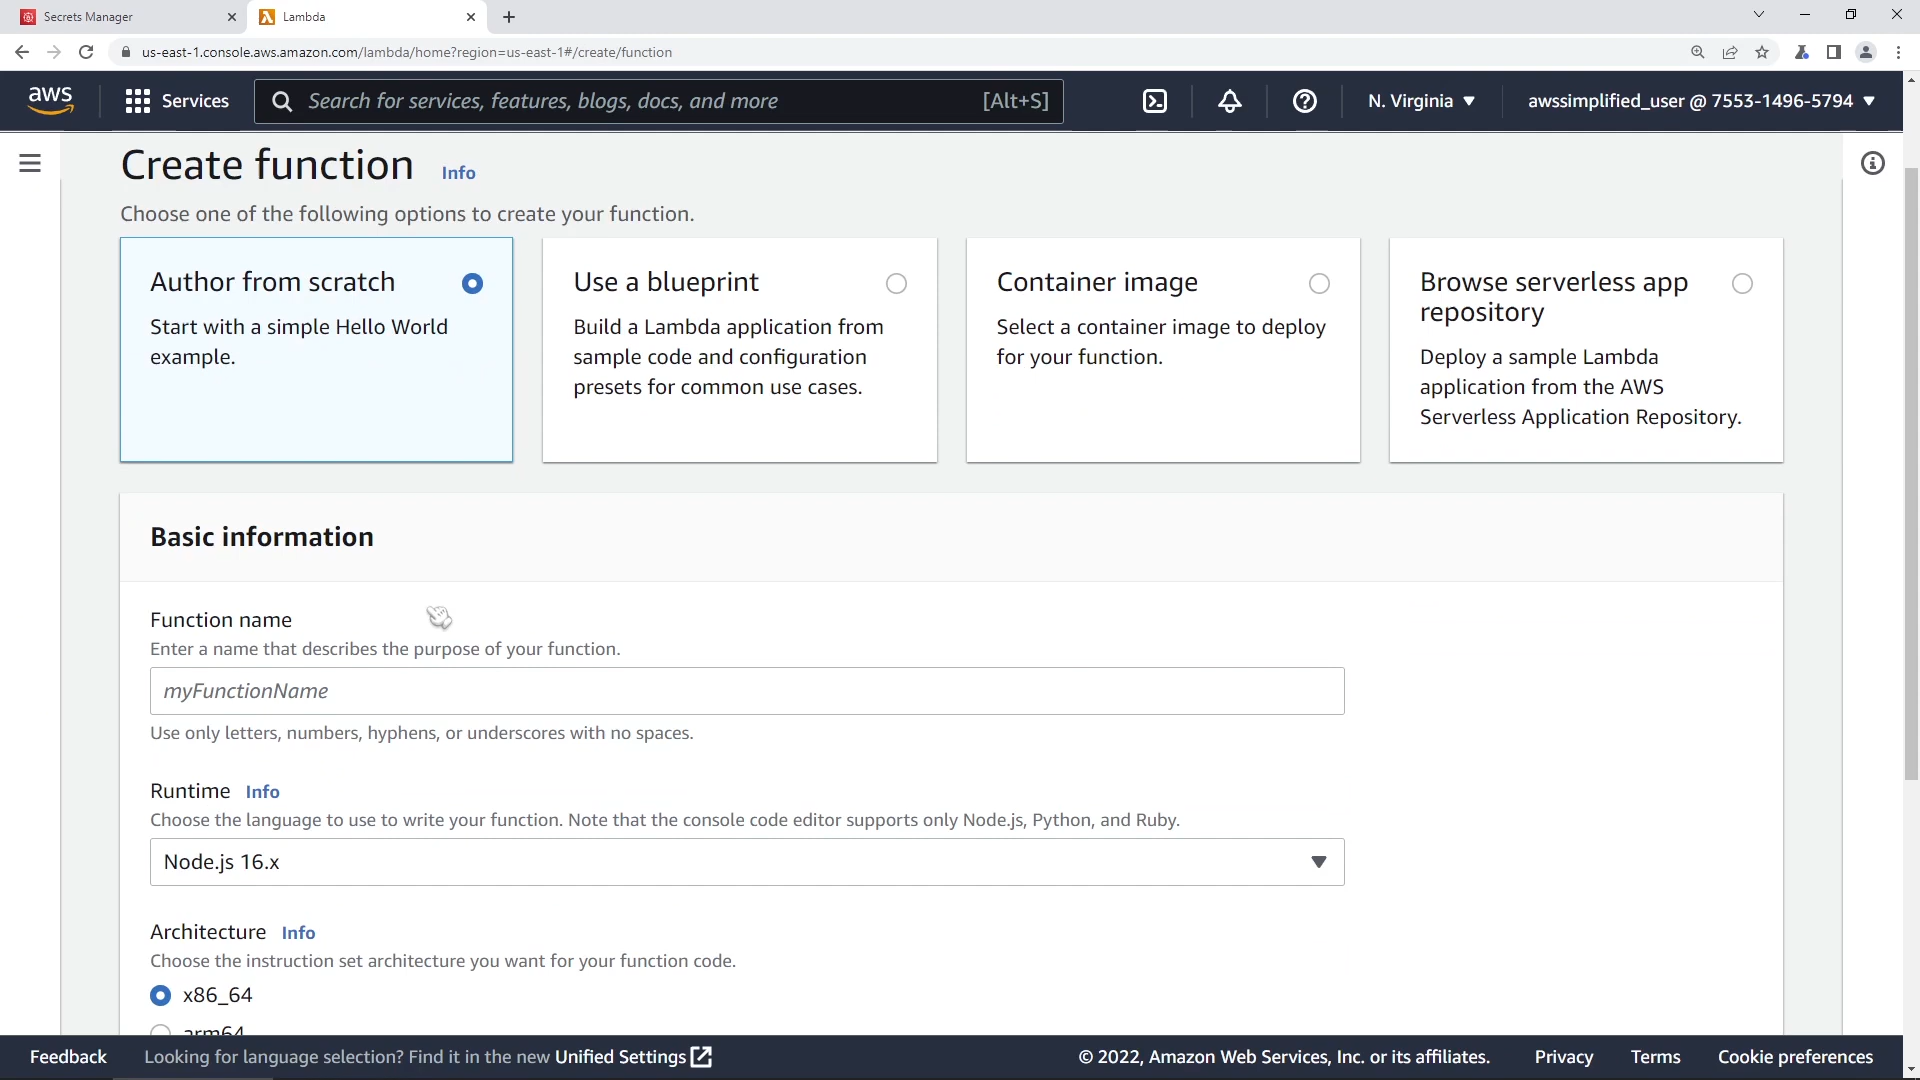 Secrets Manager
Lambda
us-east-1.console.aws.amazon.com/lambda/home?region=us-east-1#/create/function
aws
Services
Search for services, features, blogs, docs, and more
[Alt+S]
N. Virginia
awssimplified_user @ 7553-1496-5794
Create function Info
Choose one of the following options to create your function.
Author from scratch
Start with a simple Hello World
example.
Use a blueprint
Build a Lambda application from
sample code and configuration
presets for common use cases.
Container image
Select a container image to deploy
for your function.
Browse serverless app
repository
Deploy a sample Lambda
application from the AWS
Serverless Application Repository.
Basic information
Function name
Enter a name that describes the purpose of your function.
myFunctionName
Use only letters, numbers, hyphens, or underscores with no spaces.
Runtime Info
Choose the language to use to write your function. Note that the console code editor supports only Node.js, Python, and Ruby.
Node.js 16.x
Architecture Info
Choose the instruction set architecture you want for your function code.
x86_64
arm64
Feedback
Looking for language selection? Find it in the new Unified Settings
© 2022, Amazon Web Services, Inc. or its affiliates.
Privacy
Terms
Cookie preferences